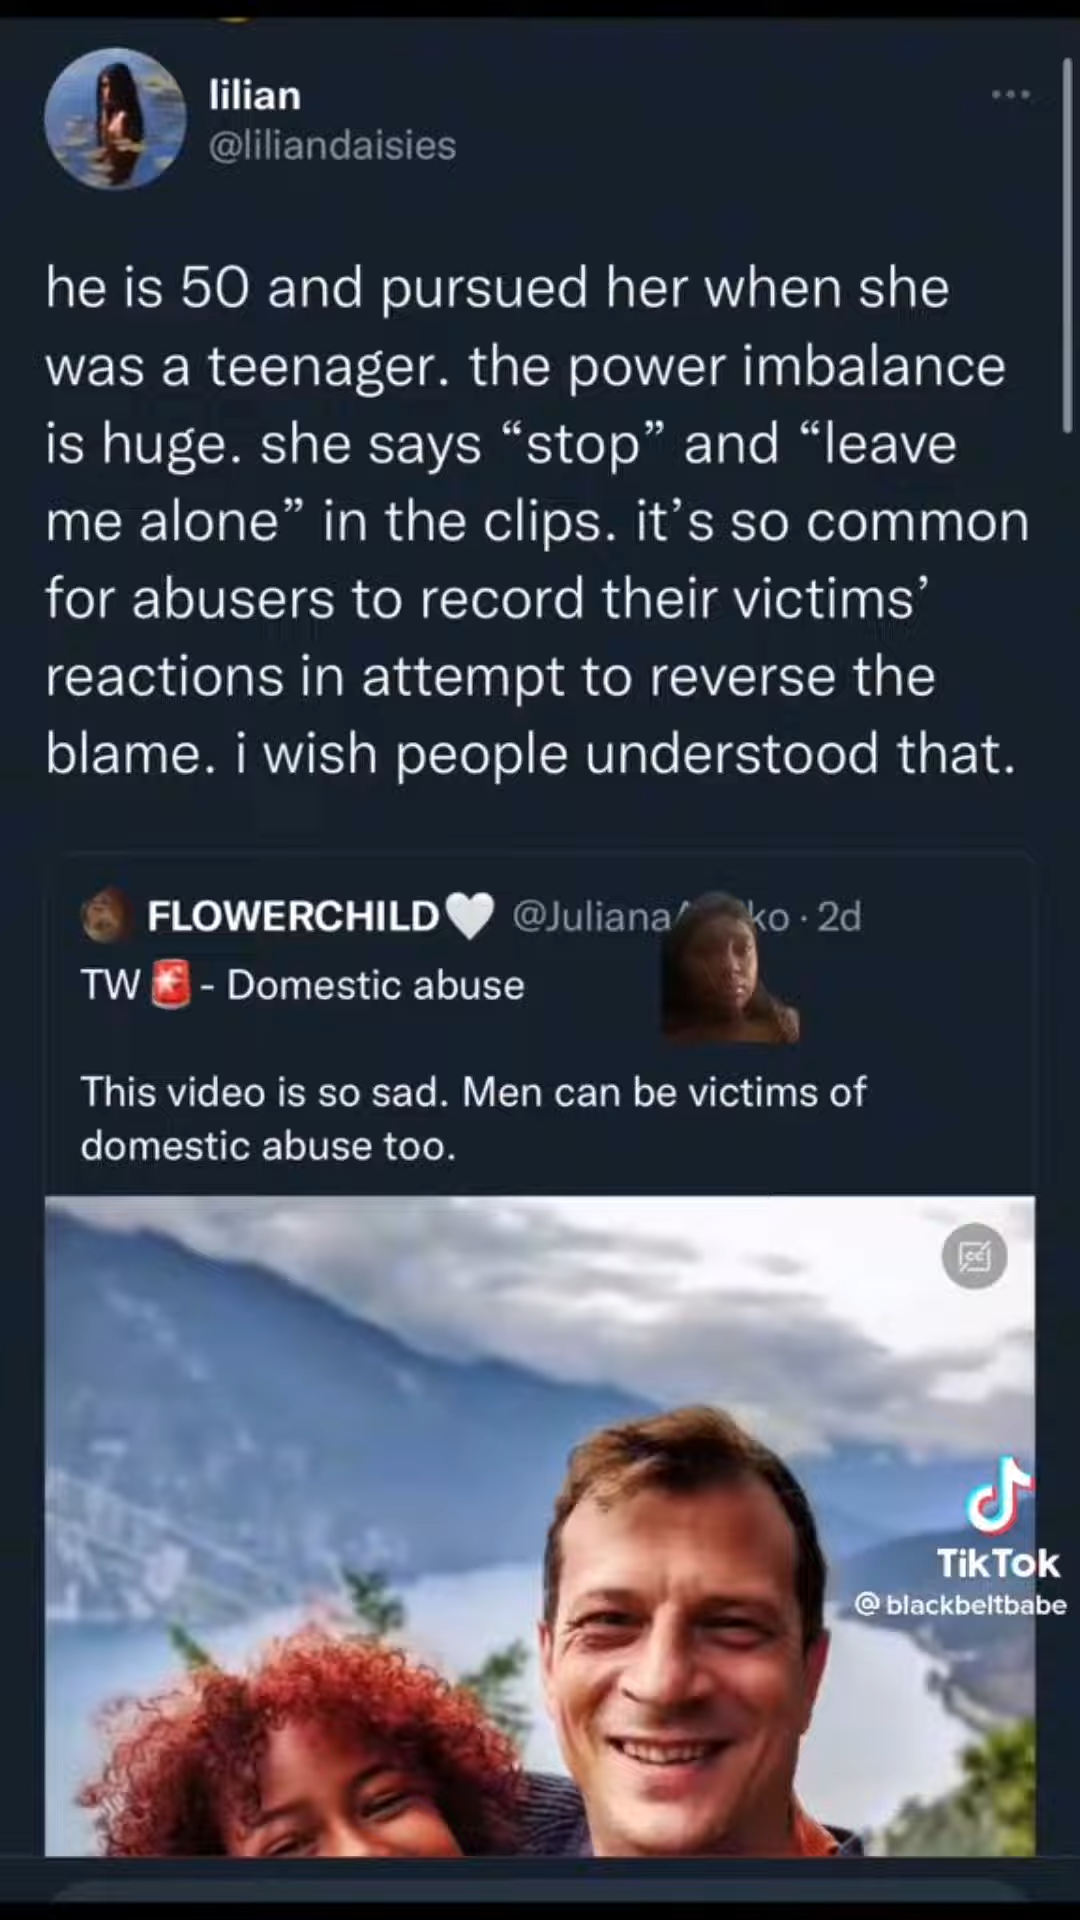 lilian
@liliandaisies
he is 50 and pursued her when she
was a teenager. the power imbalance
is huge. she says “stop” and “leave
me alone” in the clips. it’s so common
for abusers to record their victims’
reactions in attempt to reverse the
blame. i wish people understood that.
FLOWERCHILD🤍 · 2d
TW🚨- Domestic abuse
This video is so sad. Men can be victims of
domestic abuse too.
CC
TikTok
@blackbeltbabe